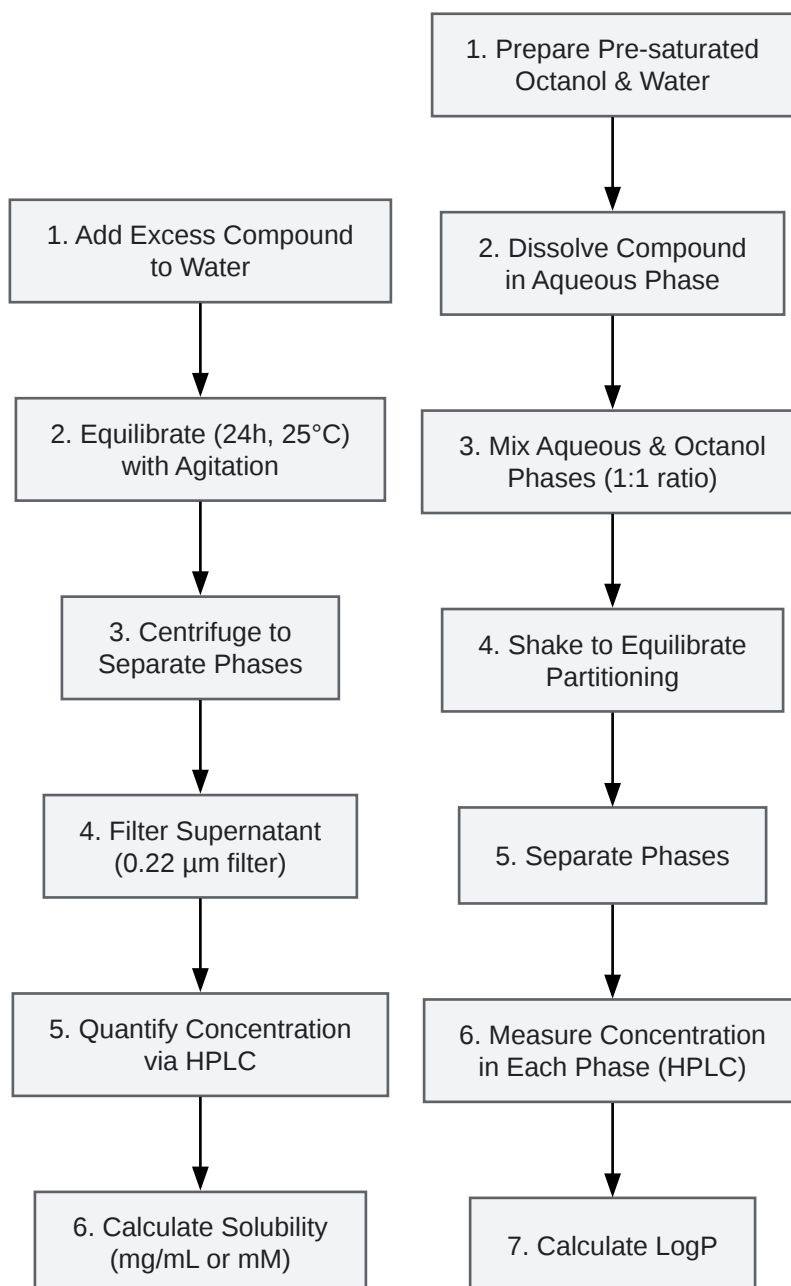 1. Add Excess Compound
to Water
2. Equilibrate (24h, 25°C)
with Agitation
3. Centrifuge to
Separate Phases
4. Filter Supernatant
(0.22 µm filter)
5. Quantify Concentration
via HPLC
6. Calculate Solubility
(mg/mL or mM)
1. Prepare Pre-saturated
Octanol & Water
2. Dissolve Compound
in Aqueous Phase
3. Mix Aqueous & Octanol
Phases (1:1 ratio)
4. Shake to Equilibrate
Partitioning
5. Separate Phases
6. Measure Concentration
in Each Phase (HPLC)
7. Calculate LogP